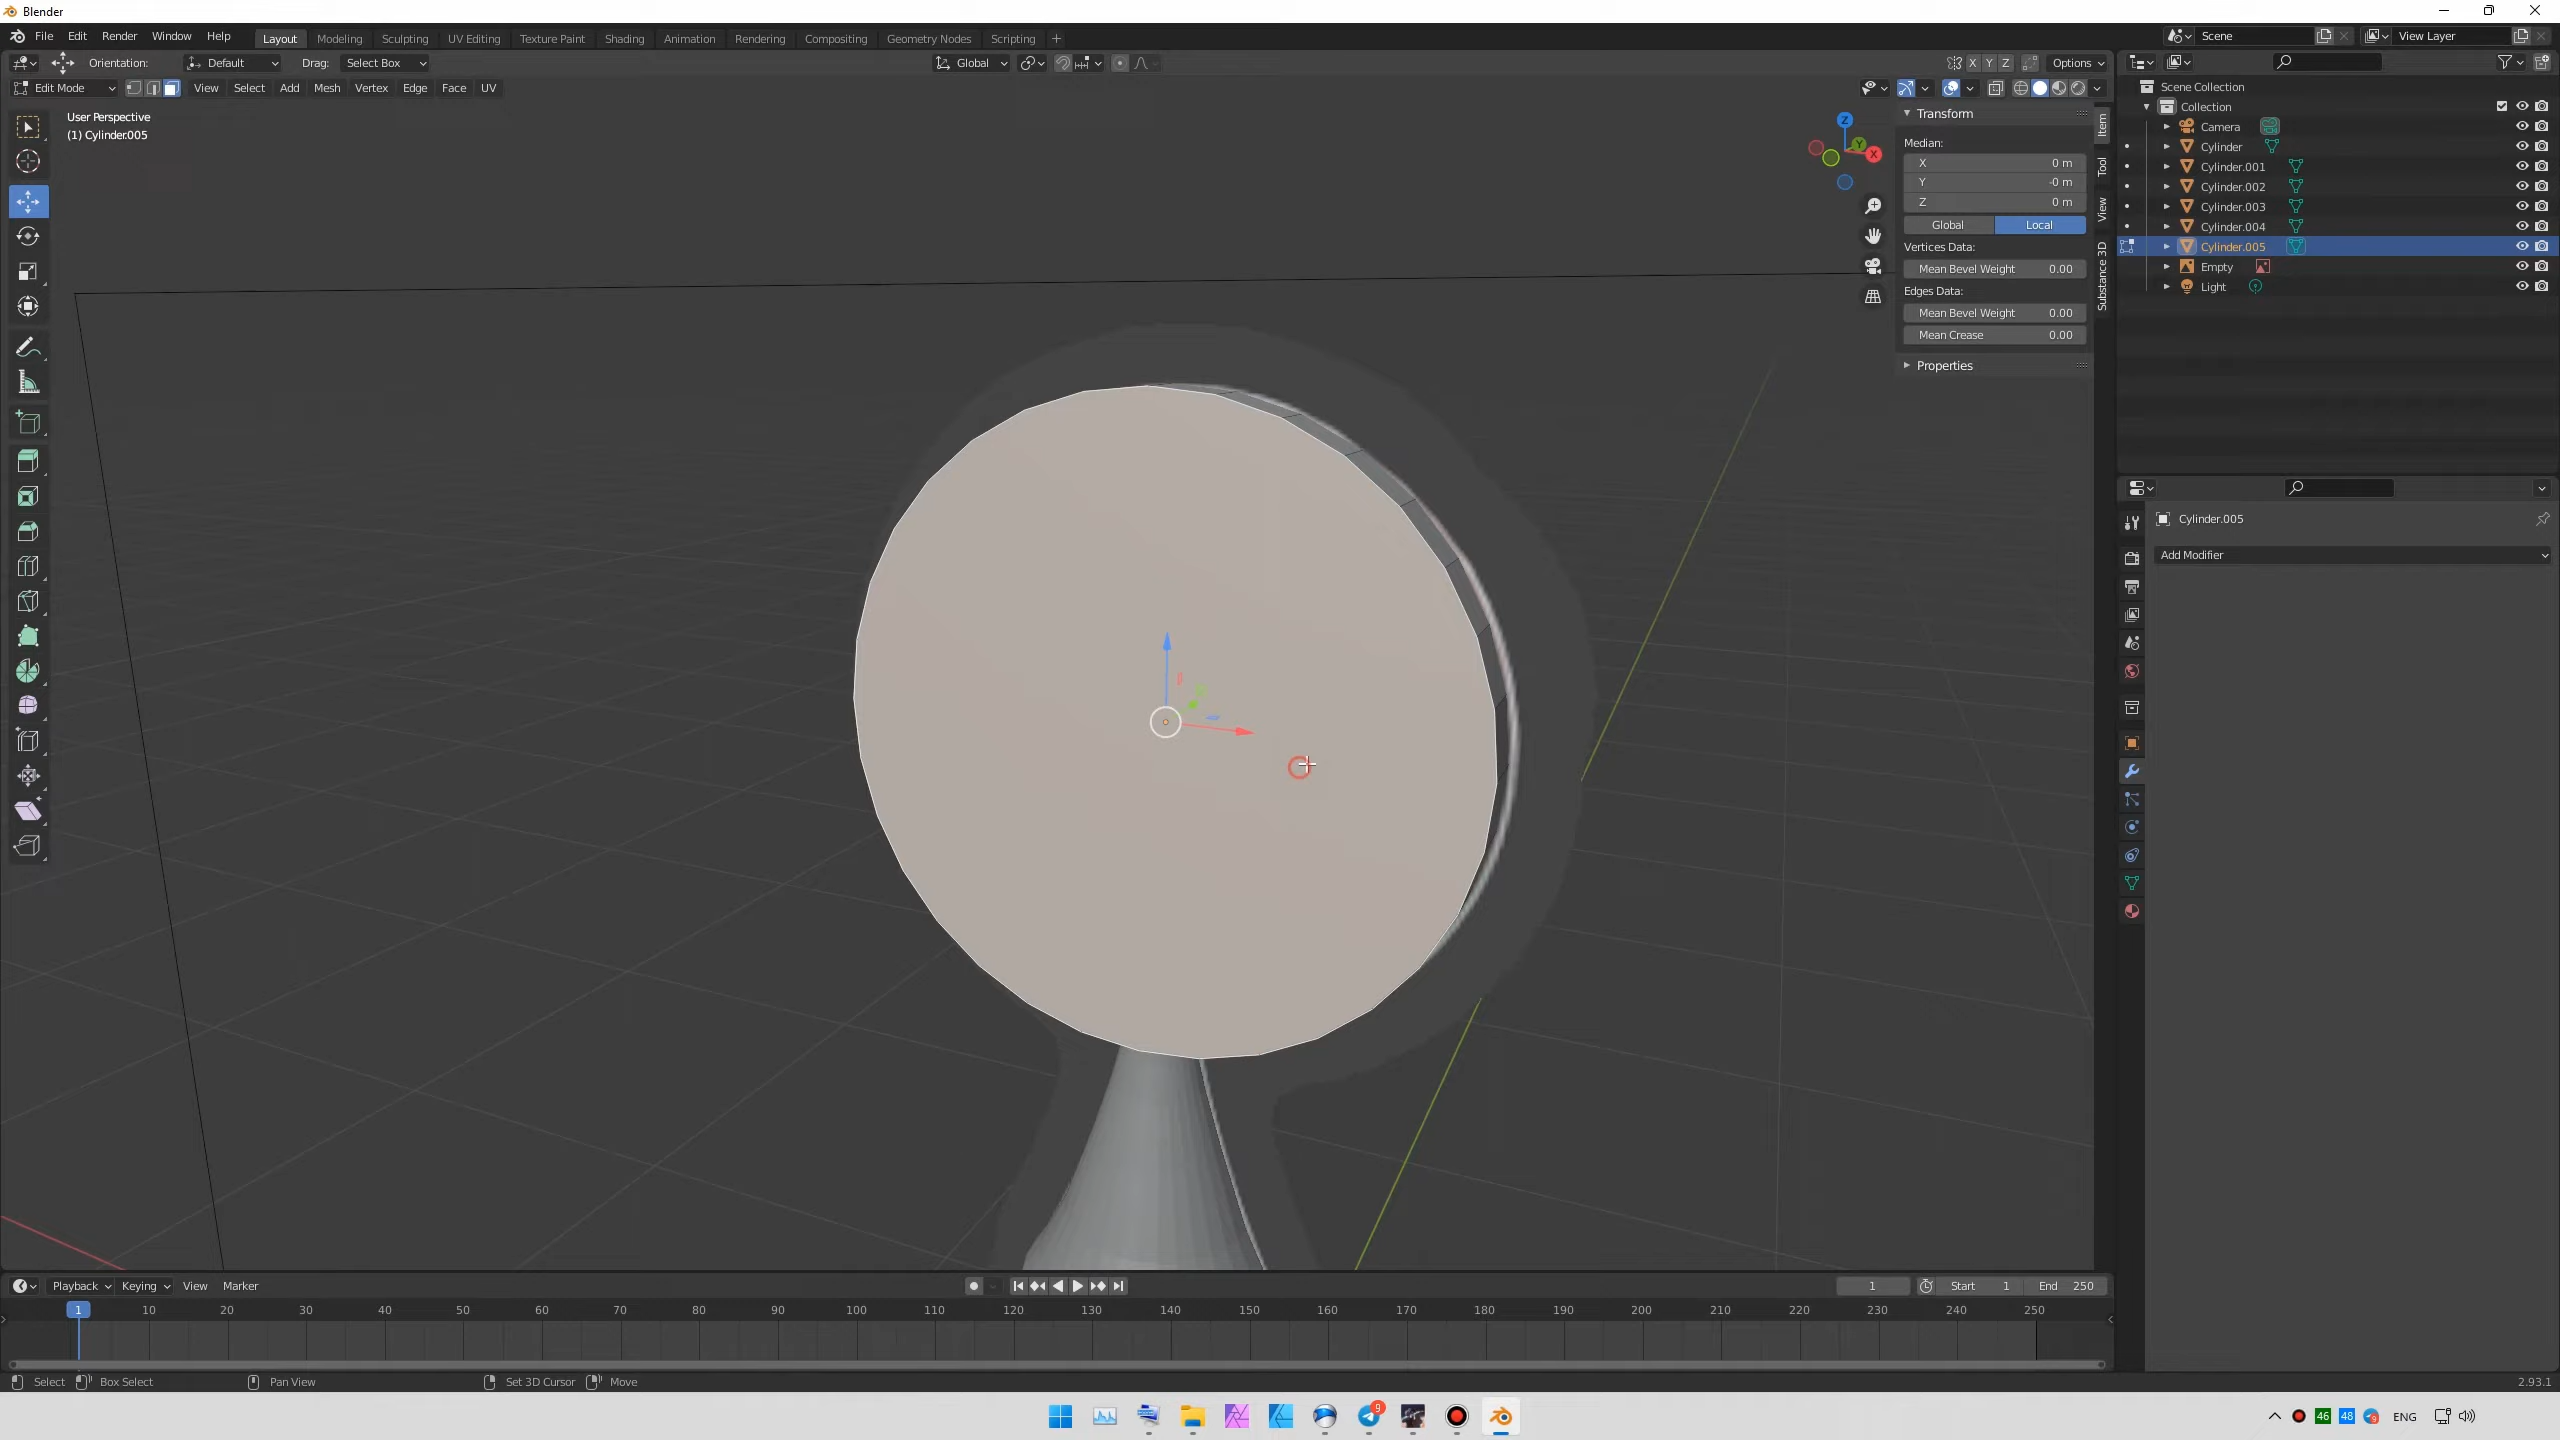 Blender
File Edit Render Window Help
Layout Modeling Sculpting UV Editing Texture Paint Shading Animation Rendering Compositing Geometry Nodes Scripting +
Scene
View Layer
Orientation: Default Drag: Select Box
Global
X Y Z Options
Edit Mode View Select Add Mesh Vertex Edge Face UV
User Perspective
(1) Cylinder.005
Z
Y
X
Transform
Median:
X 0 m
Y -0 m
Z 0 m
Global Local
Vertices Data:
Mean Bevel Weight 0.00
Edges Data:
Mean Bevel Weight 0.00
Mean Crease 0.00
Properties
Item
Tool
View
Substance 3D
Scene Collection
Collection
Camera
Cylinder
Cylinder.001
Cylinder.002
Cylinder.003
Cylinder.004
Cylinder.005
Empty
Light
Cylinder.005
Add Modifier
Playback Keying View Marker
1 Start 1 End 250
1 10 20 30 40 50 60 70 80 90 100 110 120 130 140 150 160 170 180 190 200 210 220 230 240 250
Select Box Select Pan View Set 3D Cursor Move
2.93.1
9
46 48 ENG